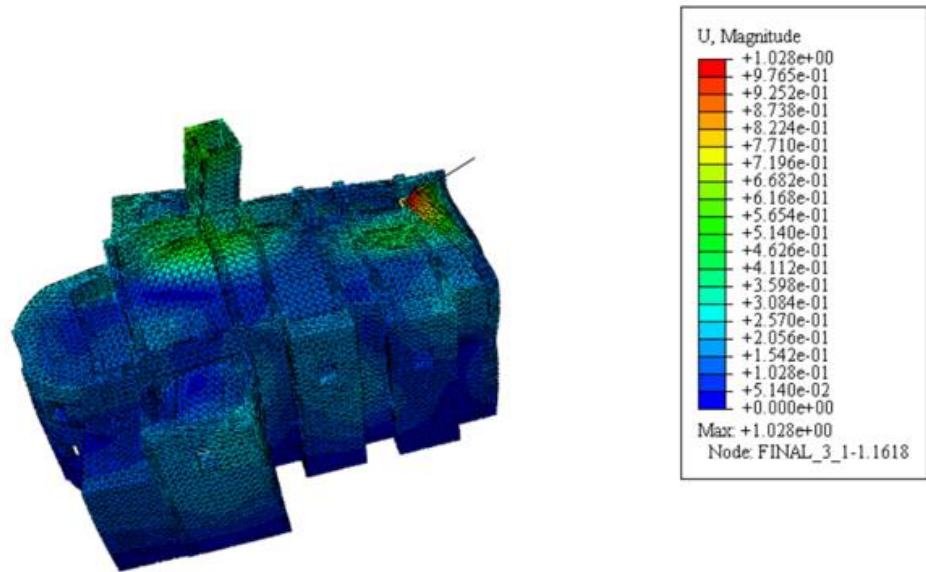 U, Magnitude
+1.028e+00
+9.765e-01
+9.252e-01
+8.738e-01
+8.224e-01
+7.710e-01
+7.196e-01
+6.682e-01
+6.168e-01
+5.654e-01
+5.140e-01
+4.626e-01
+4.112e-01
+3.598e-01
+3.084e-01
+2.570e-01
+2.056e-01
+1.542e-01
+1.028e-01
+5.140e-02
+0.000e+00
Max: +1.028e+00
Node: FINAL_3_1-1.1618